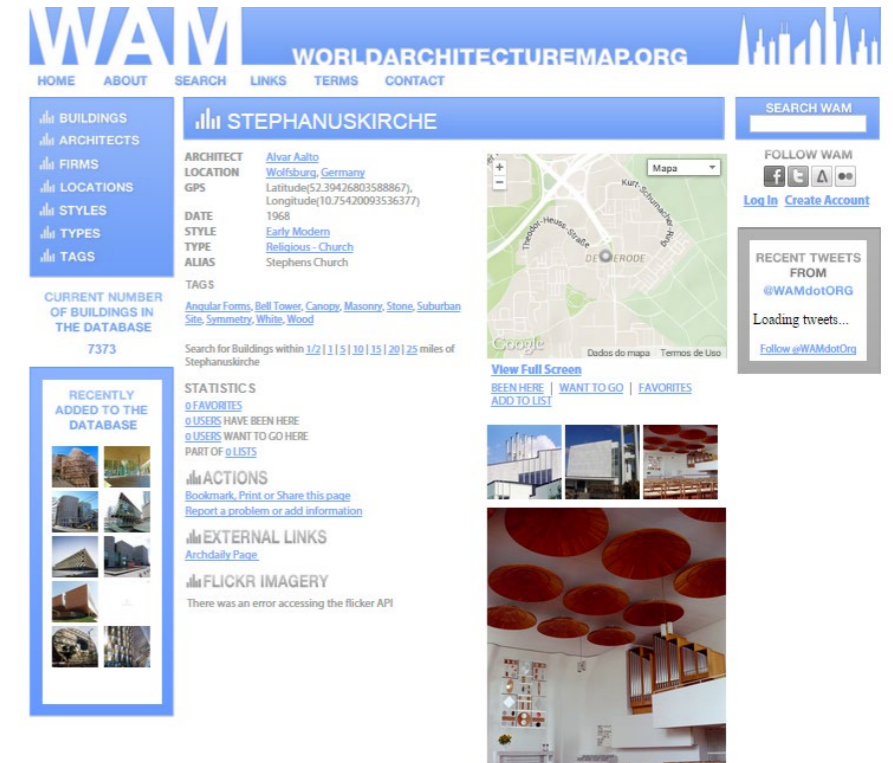 WAM
WORLDARCHITECTUREMAP.ORG
HOME ABOUT SEARCH LINKS TERMS CONTACT
BUILDINGS
ARCHITECTS
FIRMS
LOCATIONS
STYLES
TYPES
TAGS
CURRENT NUMBER
OF BUILDINGS IN
THE DATABASE
7373
RECENTLY
ADDED TO THE
DATABASE
STEPHANUSKIRCHE
ARCHITECT Alvar Aalto
LOCATION Wolfsburg, Germany
GPS Latitude(52.39426803588867),
Longitude(10.75420093536377)
DATE 1968
STYLE Early Modern
TYPE Religious - Church
ALIAS Stephens Church
TAGS
Angular Forms, Bell Tower, Canopy, Masonry, Stone, Suburban
Site, Symmetry, White, Wood
Search for Buildings within 1/2 | 1 | 5 | 10 | 15 | 20 | 25 miles of
Stephanuskirche
STATISTICS
0 FAVORITES
0 USERS HAVE BEEN HERE
0 USERS WANT TO GO HERE
PART OF 0 LISTS
ACTIONS
Bookmark, Print or Share this page
Report a problem or add information
EXTERNAL LINKS
Archdaily Page
FLICKR IMAGERY
There was an error accessing the flicker API
+
−
Mapa
Kurt-Schumacher-Ring
Theodor-Heuss-Straße
DETMERODE
Google
Dados do mapa Termos de Uso
View Full Screen
BEEN HERE | WANT TO GO | FAVORITES
ADD TO LIST
SEARCH WAM
FOLLOW WAM
Log In Create Account
RECENT TWEETS
FROM
@WAMdotORG
Loading tweets...
Follow @WAMdotOrg